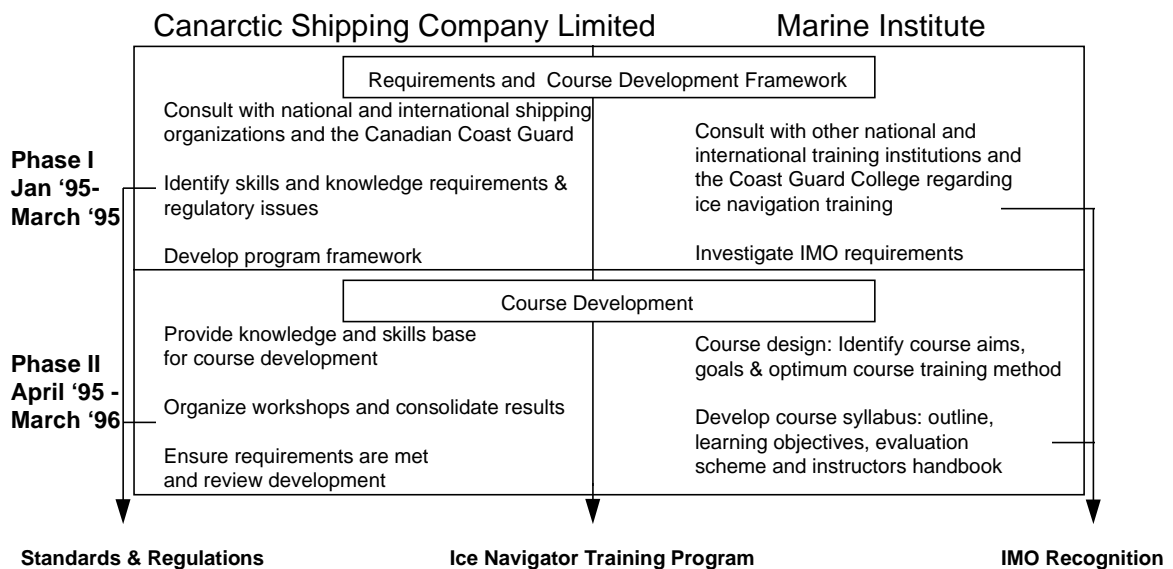 Canarctic Shipping Company Limited
Marine Institute
Requirements and Course Development Framework
Phase I
Jan ‘95-
March ‘95
Consult with national and international shipping
organizations and the Canadian Coast Guard
Identify skills and knowledge requirements &
regulatory issues
Develop program framework
Consult with other national and
international training institutions and
the Coast Guard College regarding
ice navigation training
Investigate IMO requirements
Course Development
Phase II
April ‘95 -
March ‘96
Provide knowledge and skills base
for course development
Organize workshops and consolidate results
Ensure requirements are met
and review development
Course design: Identify course aims,
goals & optimum course training method
Develop course syllabus: outline,
learning objectives, evaluation
scheme and instructors handbook
Standards & Regulations
Ice Navigator Training Program
IMO Recognition